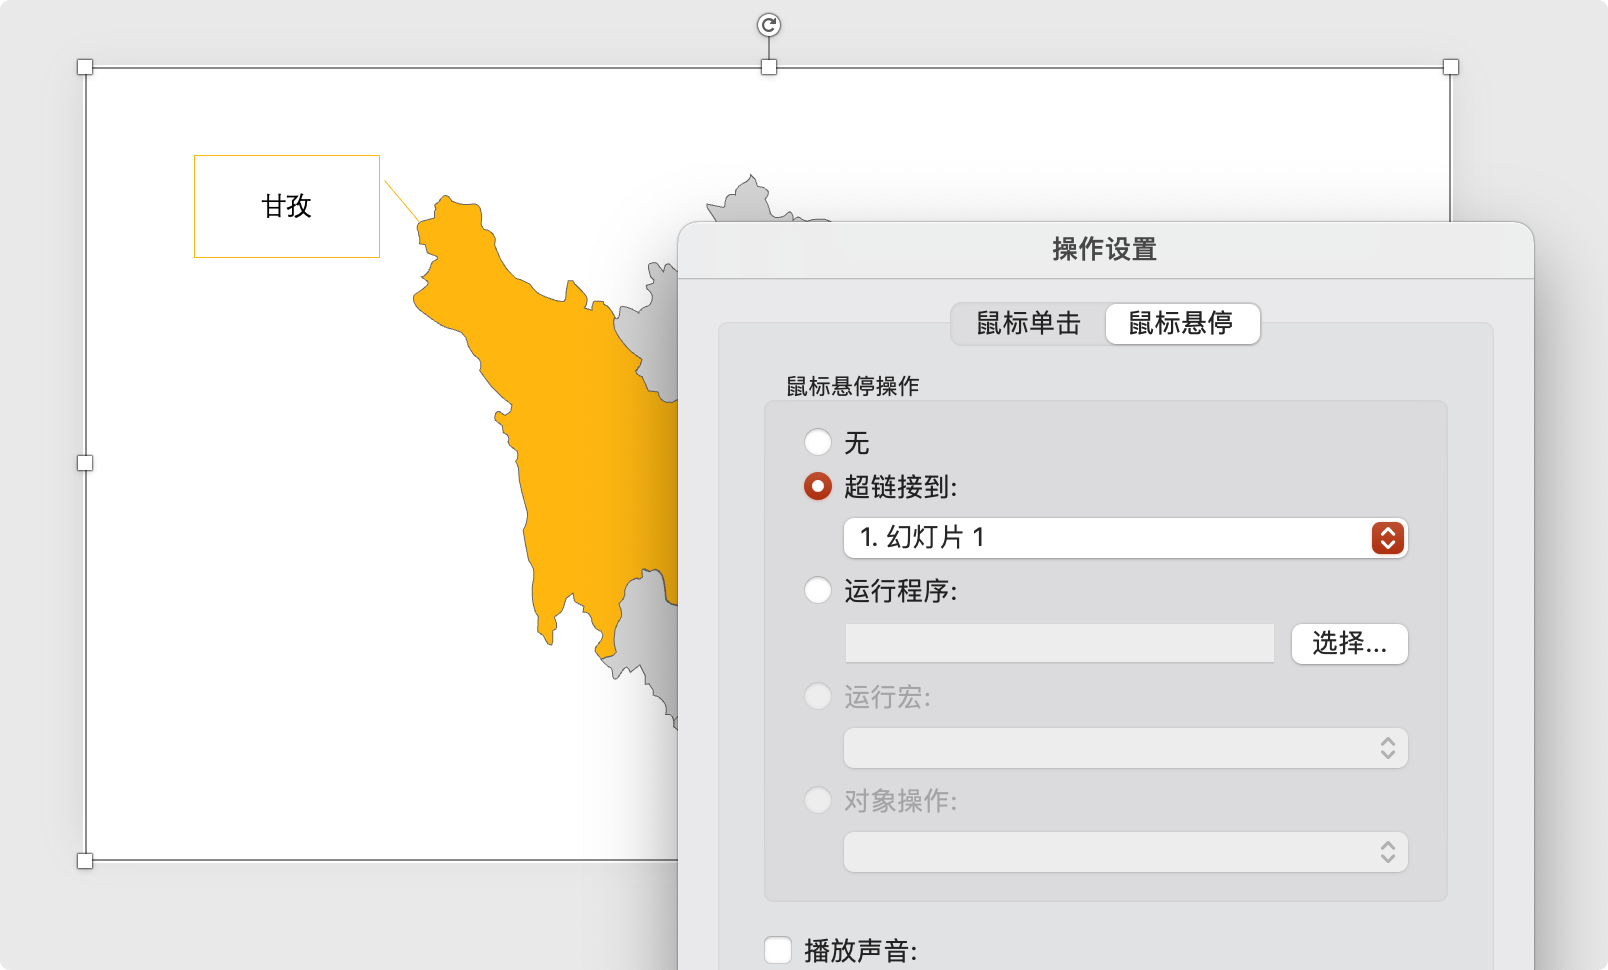 甘孜
操作设置
鼠标单击
鼠标悬停
鼠标悬停操作
无
超链接到:
1. 幻灯片 1
运行程序:
选择...
运行宏:
对象操作:
播放声音: